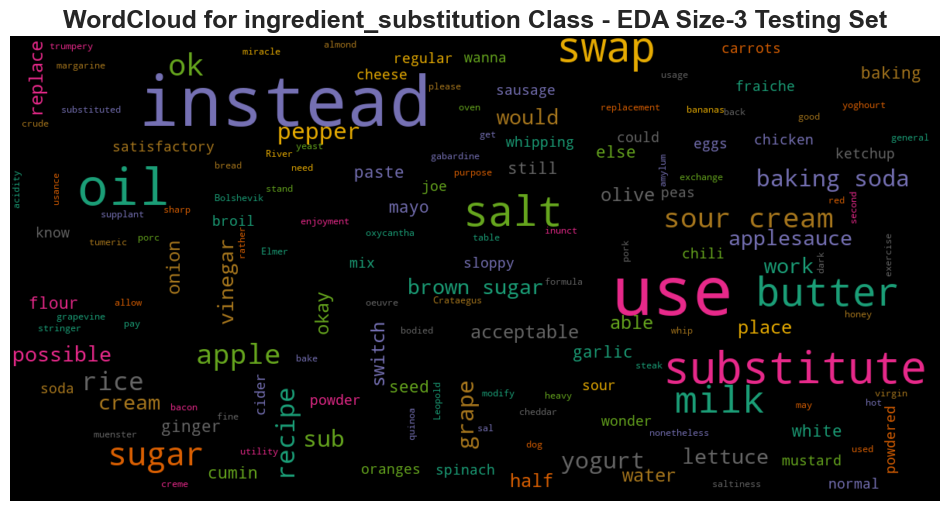 WordCloud for ingredient_substitution Class - EDA Size-3 Testing Set
trumpery
miracle
almond
swap
carrots
replace
margarine
ok
regular
wanna
cheese
please
usage
fraiche
baking
instead
substituted
oven
sausage
replacement
bananas
back
good
yoghourt
crude
pepper
would
could
eggs
chicken
general
satisfactory
River
yeast
get
whipping
else
ketchup
bread
need
gabardine
still
amylum
exchange
acidity
usance
oil
Bolshevik
stand
paste
joe
purpose
olive
peas
baking soda
red
supplant
sharp
broil
enjoyment
mayo
salt
sour cream
second
know
tumeric
porc
rather
Elmer
oxycantha
table
inunct
applesauce
onion
vinegar
mix
sloppy
pork
chili
work
dark
exercise
flour
allow
okay
brown sugar
formula
use
butter
grapevine
stringer
pay
oeuvre
Crataegus
able
place
honey
possible
apple
bake
switch
bodied
acceptable
whip
garlic
steak
substitute
soda
rice
cider
seed
sour
virgin
cream
bacon
recipe
powder
quinoa
Leopold
modify
heavy
milk
may
hot
muenster
ginger
fine
sub
sal
grape
cheddar
dog
wonder
nonetheless
white
powdered
sugar
utility
yogurt
lettuce
mustard
used
creme
cumin
oranges
spinach
half
water
saltiness
normal